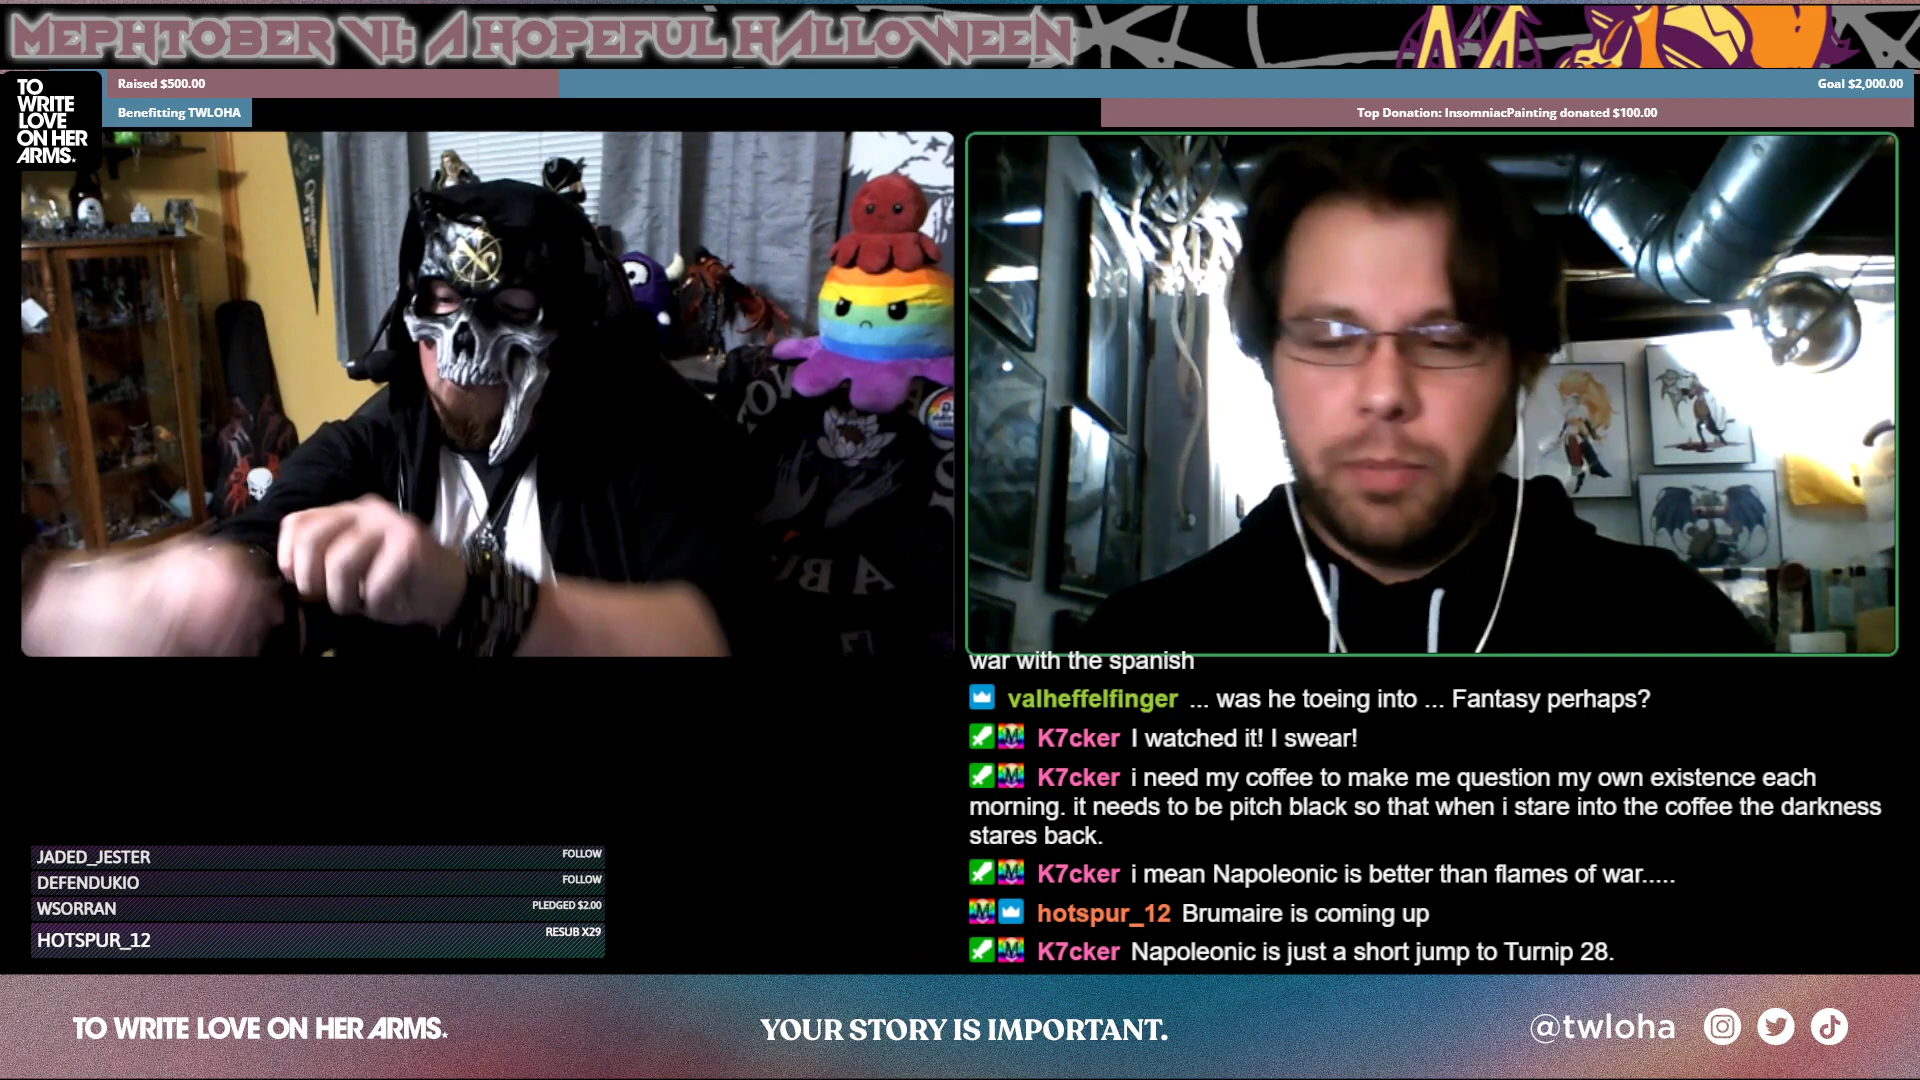 MEPHTOBER VI: A HOPEFUL HALLOWEEN
TO
WRITE
LOVE
ON HER
ARMS.
Raised $500.00
Goal $2,000.00
Benefitting TWLOHA
Top Donation: InsomniacPainting donated $100.00
war with the spanish
valheffelfinger ... was he toeing into ... Fantasy perhaps?
K7cker I watched it! I swear!
K7cker i need my coffee to make me question my own existence each
morning. it needs to be pitch black so that when i stare into the coffee the darkness
stares back.
K7cker i mean Napoleonic is better than flames of war.....
hotspur_12 Brumaire is coming up
K7cker Napoleonic is just a short jump to Turnip 28.
JADED_JESTER FOLLOW
DEFENDUKIO FOLLOW
WSORRAN PLEDGED $2.00
HOTSPUR_12 RESUB X29
TO WRITE LOVE ON HER ARMS.
YOUR STORY IS IMPORTANT.
@twloha